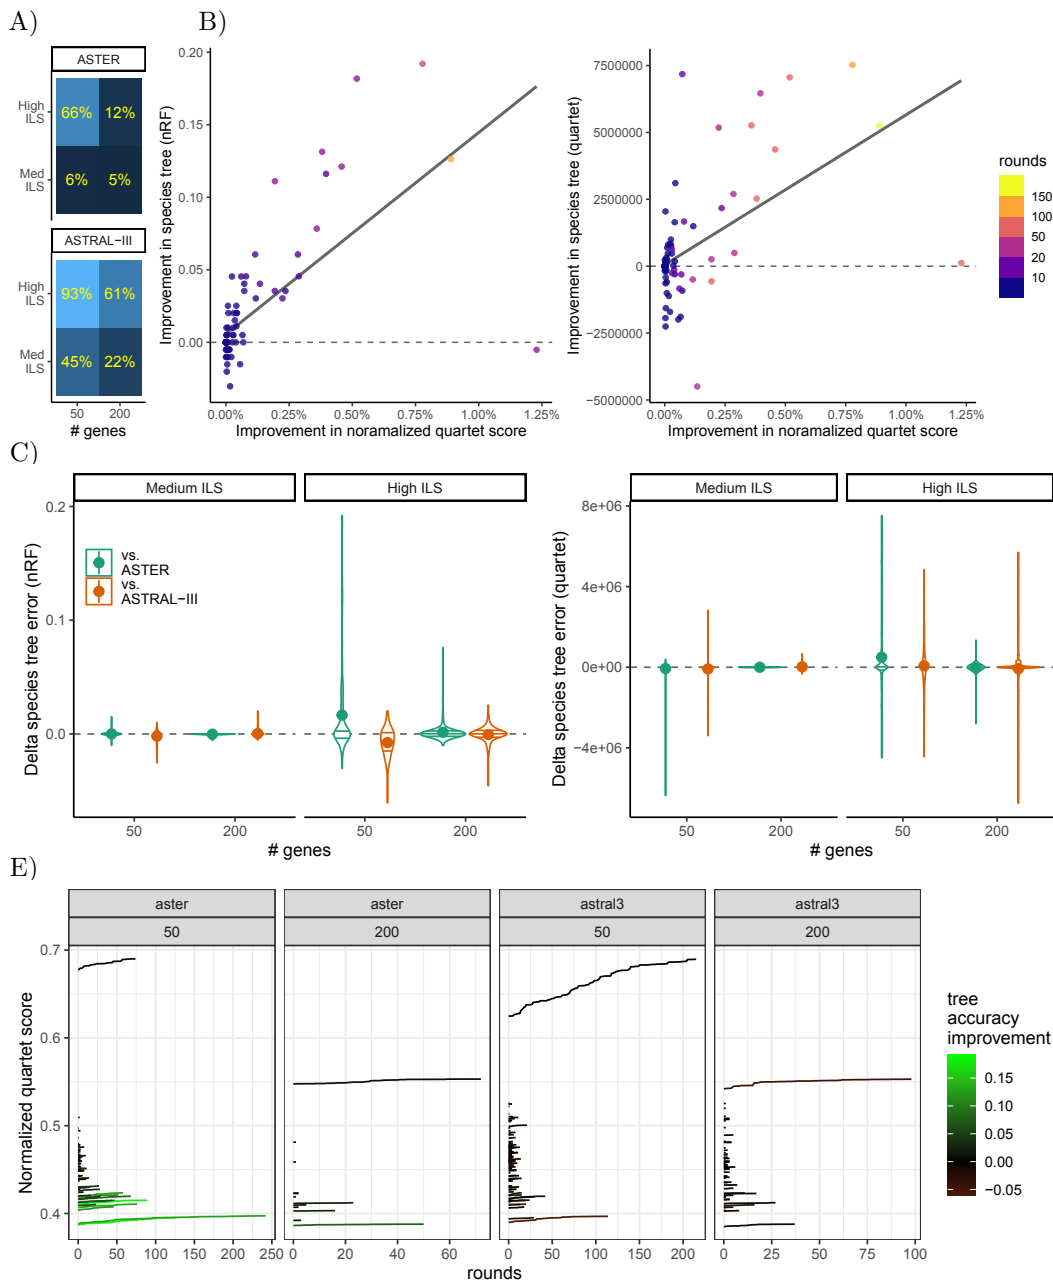 A)
B)
ASTER
High
ILS
66%
12%
Med
ILS
6%
5%
ASTRAL−III
High
ILS
93%
61%
Med
ILS
45%
22%
50
200
# genes
Improvement in species tree (nRF)
0.20
0.15
0.10
0.05
0.00
0.00%
0.25%
0.50%
0.75%
1.00%
1.25%
Improvement in noramalized quartet score
Improvement in species tree (quartet)
7500000
5000000
2500000
0
−2500000
−5000000
0.00%
0.25%
0.50%
0.75%
1.00%
1.25%
Improvement in noramalized quartet score
rounds
150
100
50
20
10
C)
Medium ILS
High ILS
Delta species tree error (nRF)
0.2
0.1
0.0
vs.
ASTER
vs.
ASTRAL−III
50
200
50
200
# genes
Medium ILS
High ILS
Delta species tree error (quartet)
8e+06
4e+06
0e+00
−4e+06
50
200
50
200
# genes
E)
aster
aster
astral3
astral3
50
200
50
200
Normalized quartet score
0.7
0.6
0.5
0.4
0
50
100
150
200
250
0
20
40
60
0
50
100
150
200
0
25
50
75
100
rounds
tree
accuracy
improvement
0.15
0.10
0.05
0.00
−0.05